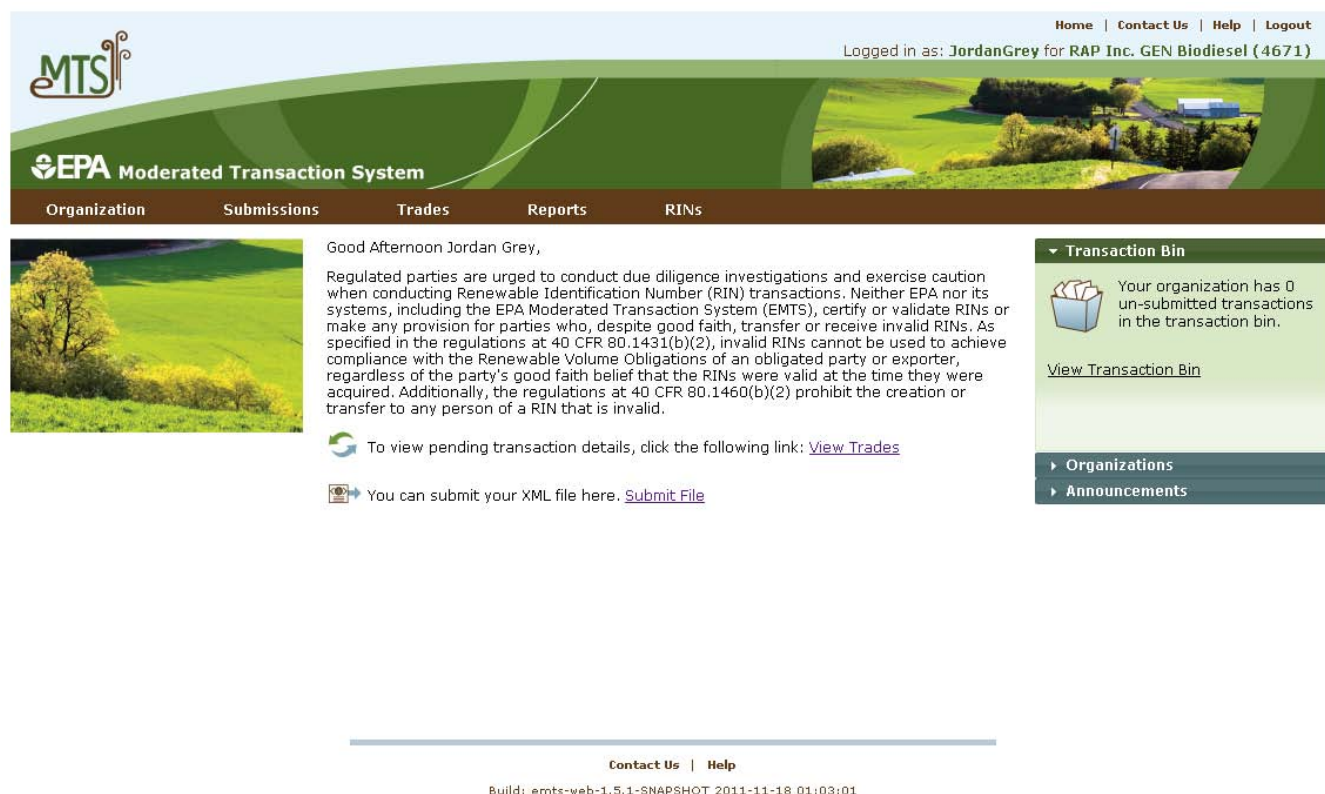 Home | Contact Us | Help | Logout
Logged in as: JordanGrey for RAP Inc. GEN Biodiesel (4671)
eMTS
EPA Moderated Transaction System
Organization Submissions Trades Reports RINs
Good Afternoon Jordan Grey,
Regulated parties are urged to conduct due diligence investigations and exercise caution
when conducting Renewable Identification Number (RIN) transactions. Neither EPA nor its
systems, including the EPA Moderated Transaction System (EMTS), certify or validate RINs or
make any provision for parties who, despite good faith, transfer or receive invalid RINs. As
specified in the regulations at 40 CFR 80.1431(b)(2), invalid RINs cannot be used to achieve
compliance with the Renewable Volume Obligations of an obligated party or exporter,
regardless of the party's good faith belief that the RINs were valid at the time they were
acquired. Additionally, the regulations at 40 CFR 80.1460(b)(2) prohibit the creation or
transfer to any person of a RIN that is invalid.
To view pending transaction details, click the following link: View Trades
You can submit your XML file here. Submit File
Transaction Bin
Your organization has 0
un-submitted transactions
in the transaction bin.
View Transaction Bin
Organizations
Announcements
Contact Us | Help
Build: emts-web-1.5.1-SNAPSHOT 2011-11-18 01:03:01